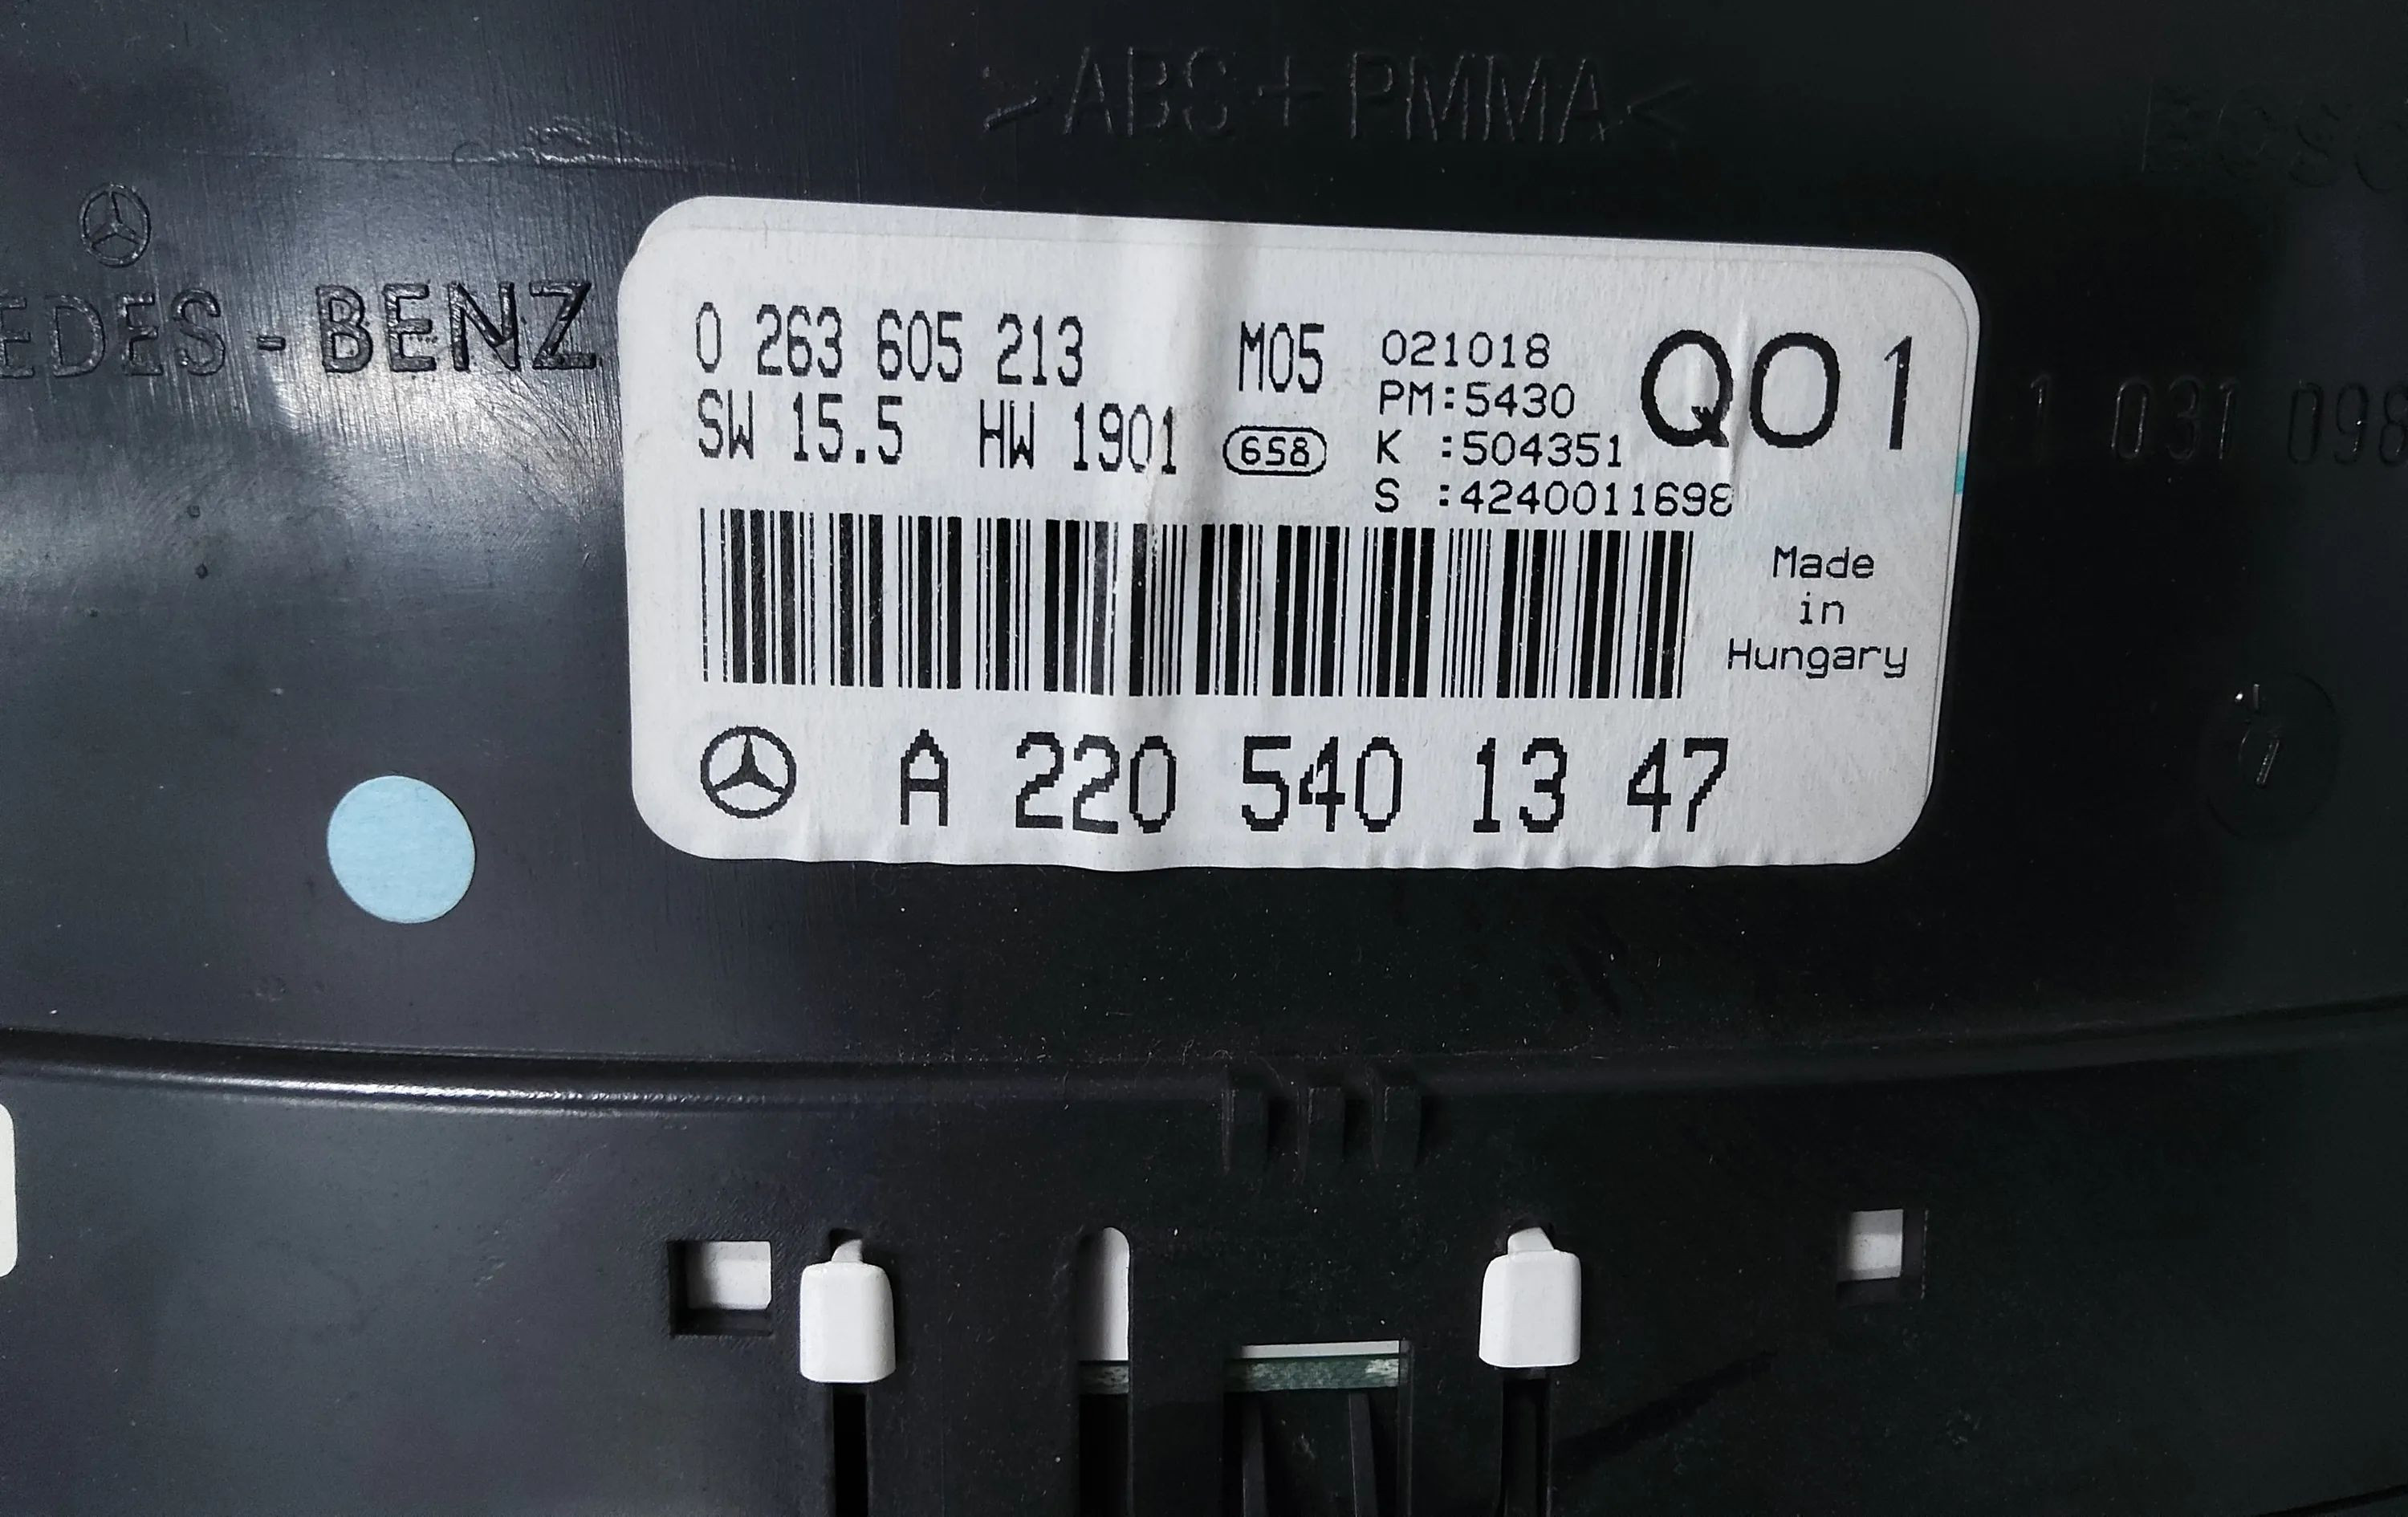 >ABS+PMMA<
EDES-BENZ
0 263 605 213 M05 021018 Q01
PM:5430
SW 15.5 HW 1901 658 K :504351
S :4240011698
Made
in
Hungary
A 220 540 13 47
1 031 098